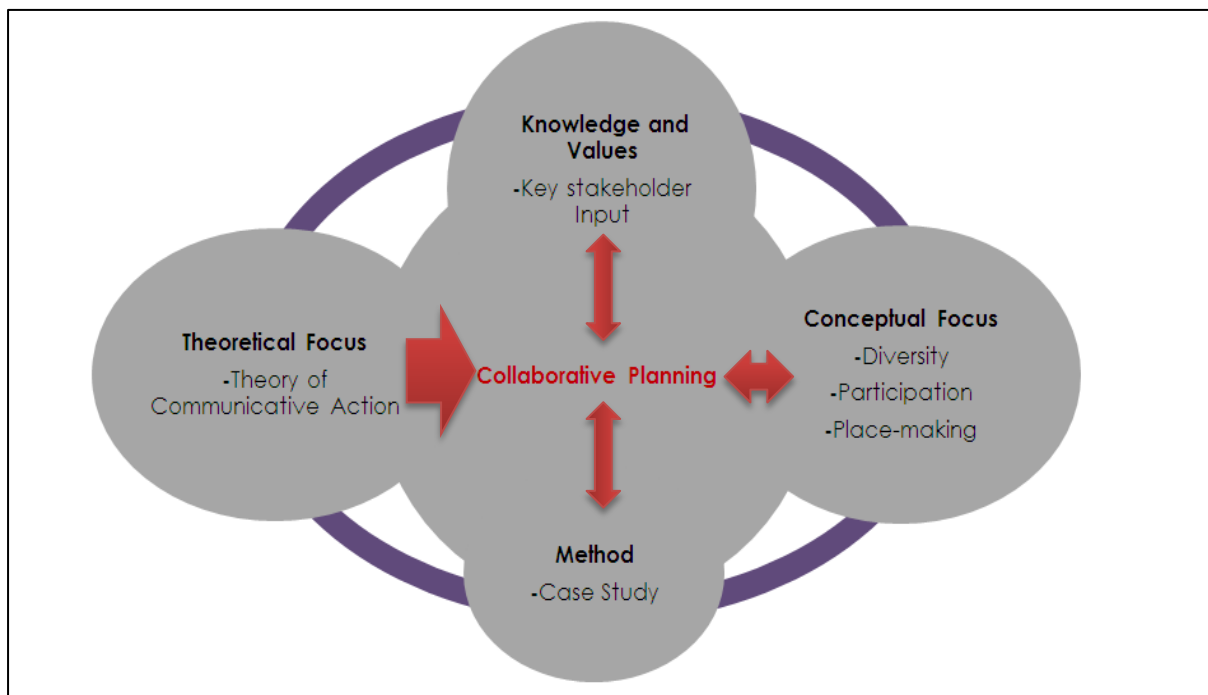 Knowledge and
Values
-Key stakeholder
Input
Theoretical Focus
-Theory of
Communicative Action
Collaborative Planning
Conceptual Focus
-Diversity
-Participation
-Place-making
Method
-Case Study